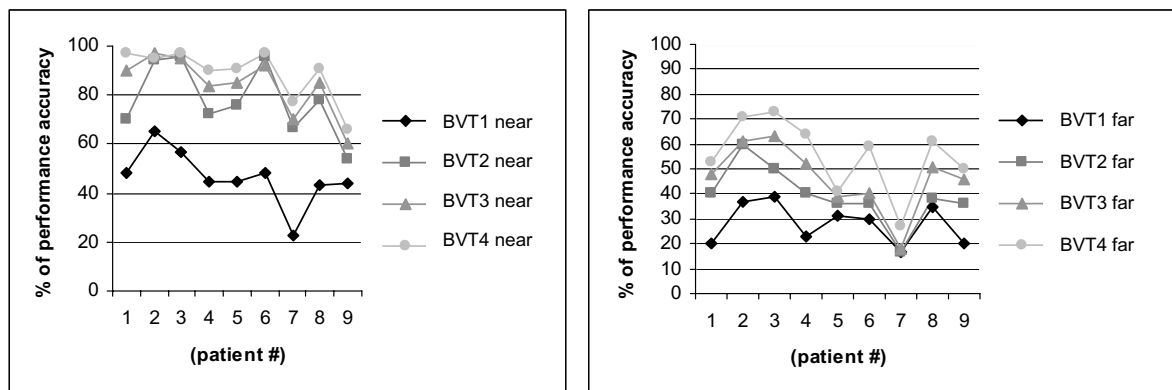 % of performance accuracy
100
80
60
40
20
0
1 2 3 4 5 6 7 8 9
(patient #)
BVT1 near
BVT2 near
BVT3 near
BVT4 near
% of performance accuracy
100
90
80
70
60
50
40
30
20
10
0
1 2 3 4 5 6 7 8 9
(patient #)
BVT1 far
BVT2 far
BVT3 far
BVT4 far